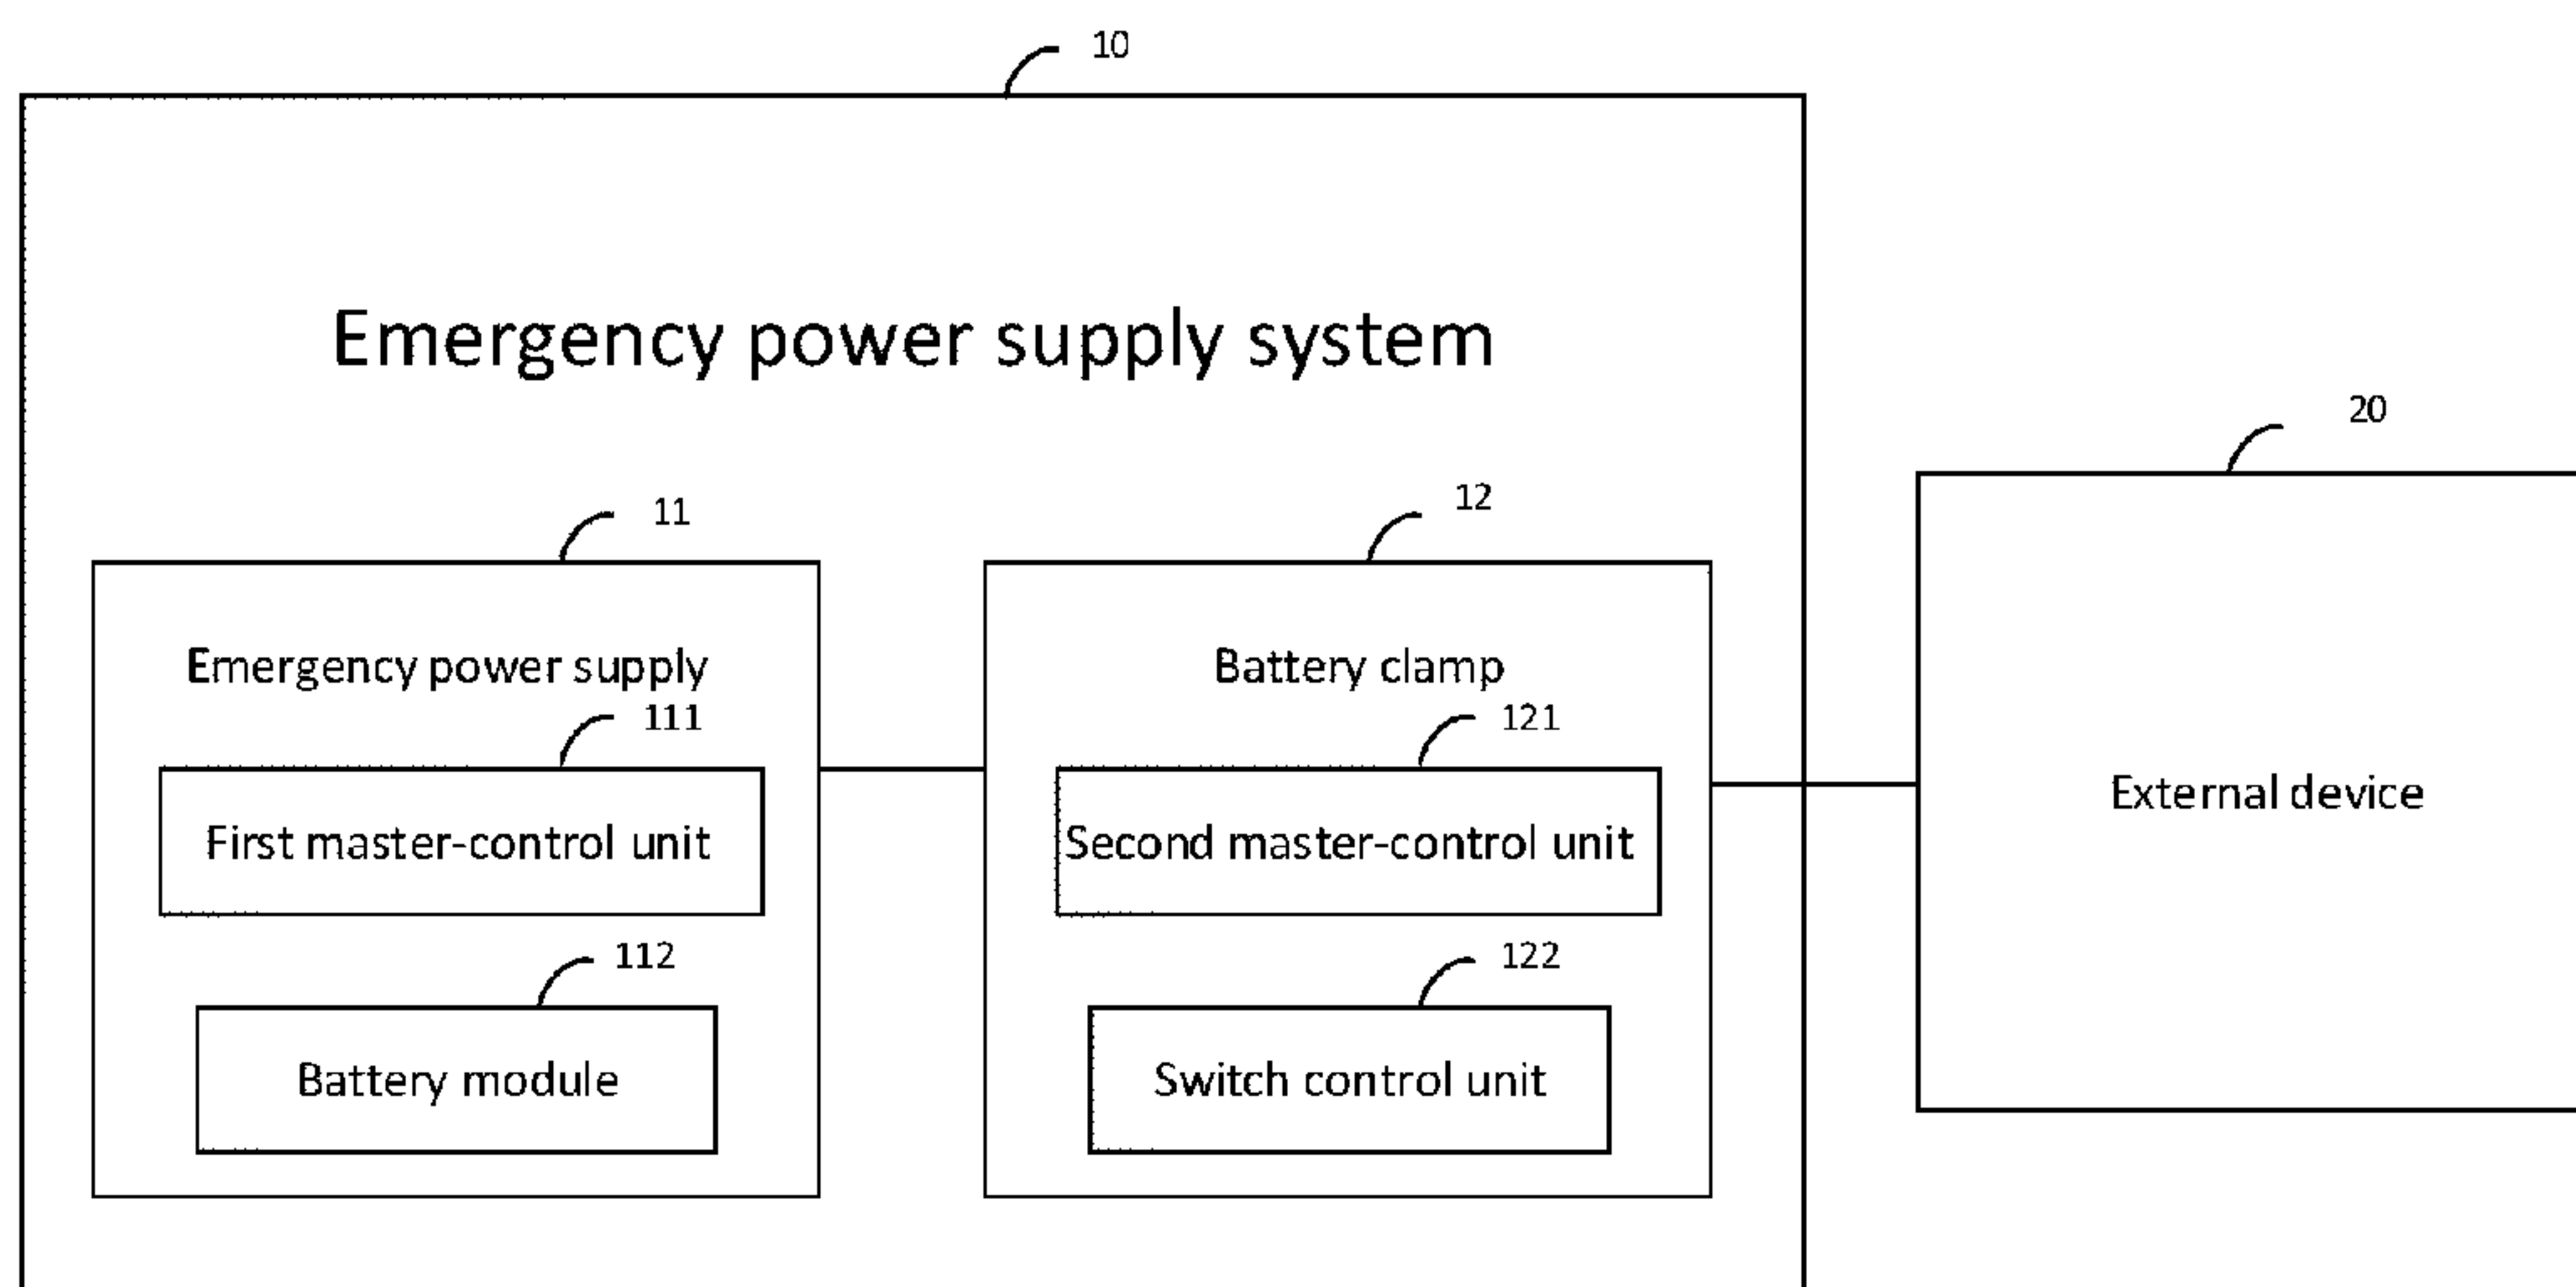 10
Emergency power supply system
20
11
12
Emergency power supply
Battery clamp
111
121
First master-control unit
Second master-control unit
External device
112
122
Battery module
Switch control unit